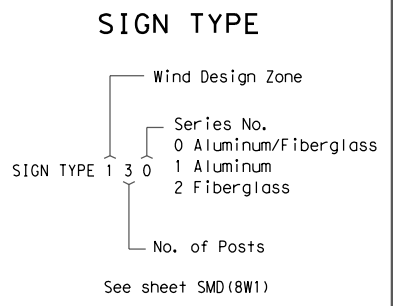 SIGN TYPE
Wind Design Zone
Series No.
0 Aluminum/Fiberglass
1 Aluminum
2 Fiberglass
SIGN TYPE 1 3 0
No. of Posts
See sheet SMD(8W1)